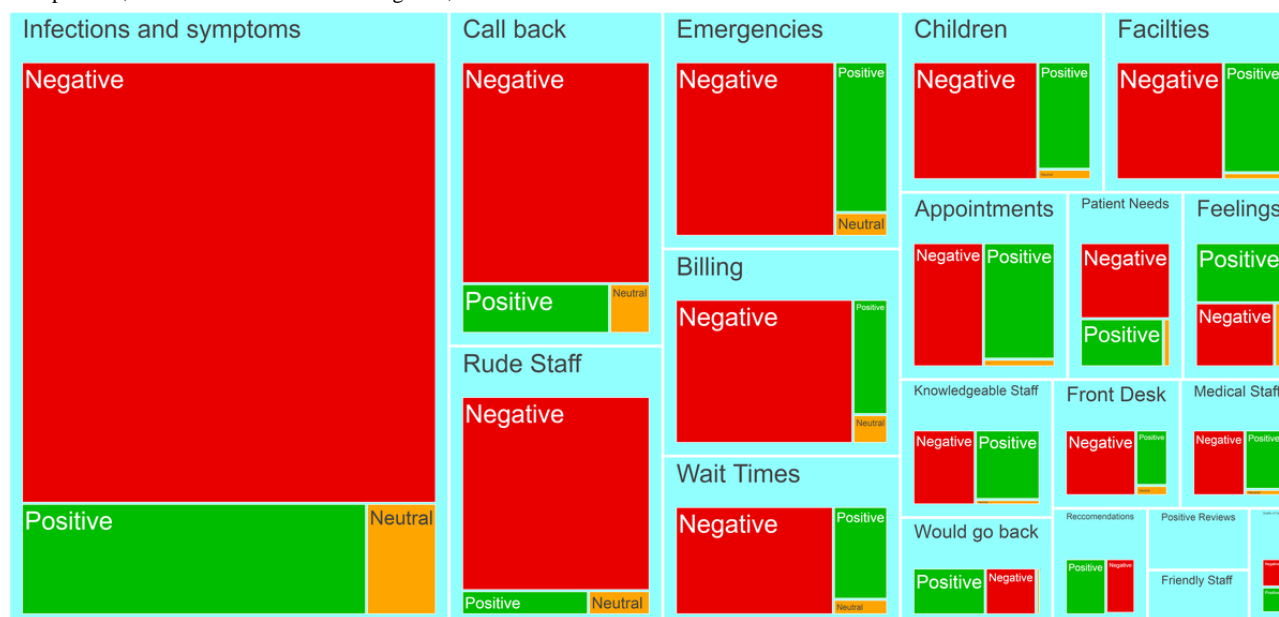 Infections and symptoms
Negative
Positive
Neutral
Call back
Negative
Positive
Neutral
Rude Staff
Negative
Positive
Neutral
Emergencies
Negative
Positive
Neutral
Billing
Negative
Positive
Neutral
Wait Times
Negative
Positive
Neutral
Children
Negative
Positive
Facilties
Negative
Positive
Appointments
Negative
Positive
Patient Needs
Negative
Positive
Feelings
Positive
Negative
Knowledgeable Staff
Negative
Positive
Front Desk
Negative
Positive
Medical Staff
Negative
Positive
Would go back
Positive
Negative
Reccomendations
Positive
Negative
Positive Reviews
Friendly Staff
Negative
Positive